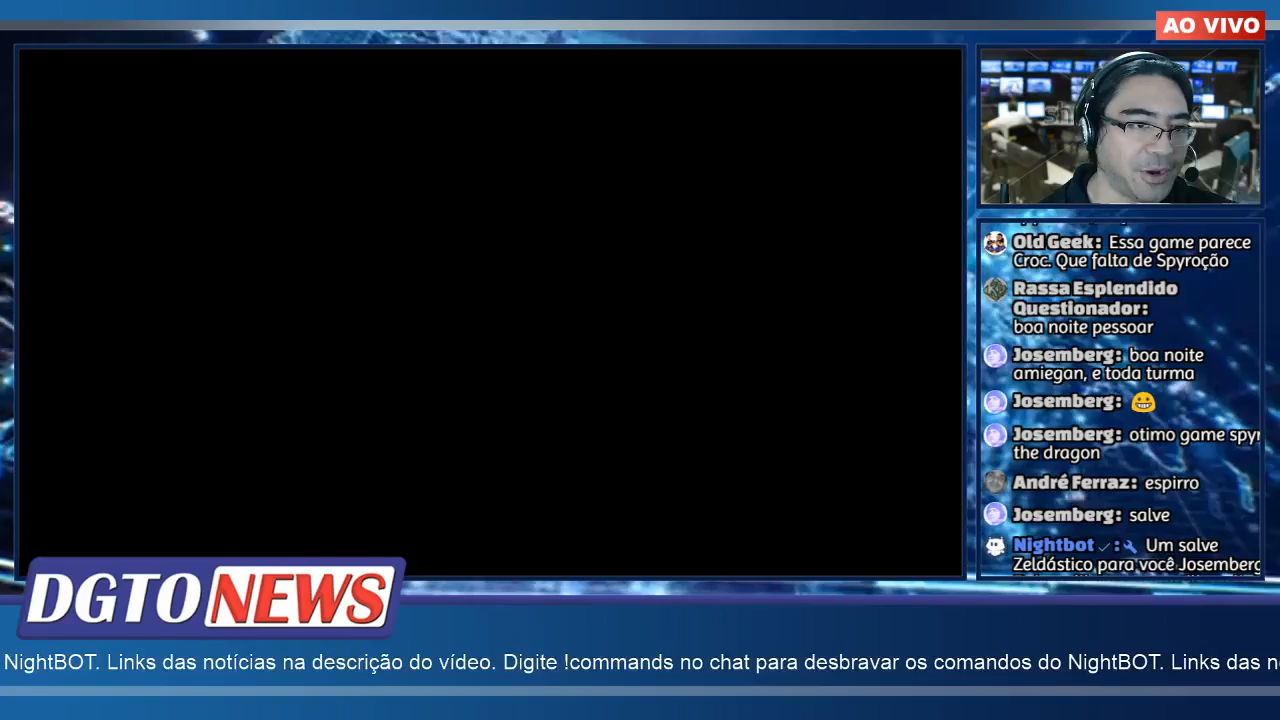 AO VIVO
Old Geek: Essa game parece
Croc. Que falta de Spyroção
Rassa Esplendido
Questionador:
boa noite pessoar
Josemberg: boa noite
amiegan, e toda turma
Josemberg: 😀
Josemberg: otimo game spyr
the dragon
André Ferraz: espirro
Josemberg: salve
Nightbot ✓: Um salve
Zeldástico para você Josemberg
DGTO NEWS
NightBOT. Links das notícias na descrição do vídeo. Digite !commands no chat para desbravar os comandos do NightBOT. Links das n